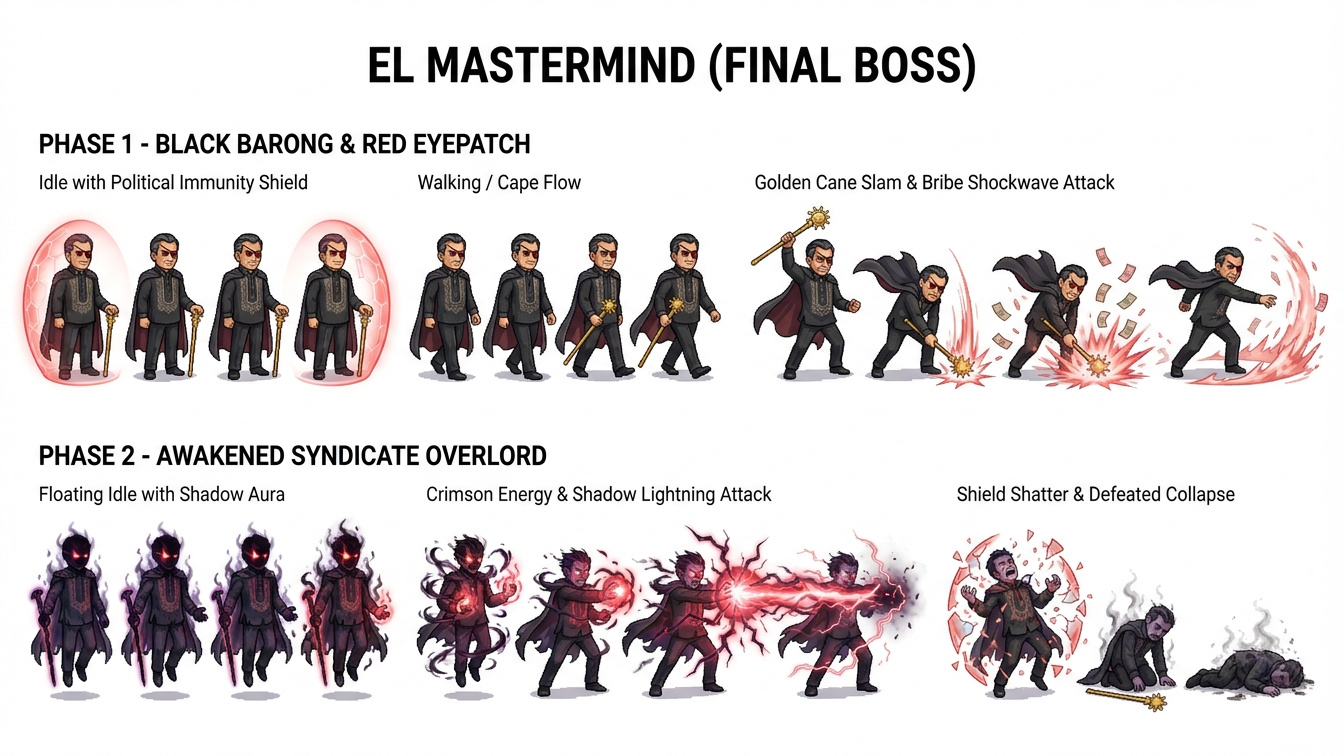 EL MASTERMIND (FINAL BOSS)
PHASE 1 - BLACK BARONG & RED EYEPATCH
Idle with Political Immunity Shield
Walking / Cape Flow
Golden Cane Slam & Bribe Shockwave Attack
PHASE 2 - AWAKENED SYNDICATE OVERLORD
Floating Idle with Shadow Aura
Crimson Energy & Shadow Lightning Attack
Shield Shatter & Defeated Collapse